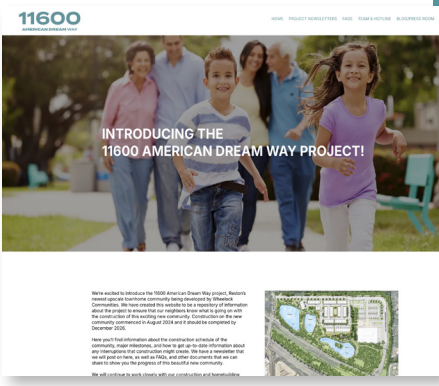 11600
AMERICAN DREAM WAY
HOME PROJECT NEWSLETTERS FAQS TEAM & HOTLINE BLOG/PRESS ROOM
INTRODUCING THE
11600 AMERICAN DREAM WAY PROJECT!
We're excited to introduce the 11600 American Dream Way project, Reston's
newest upscale townhome community being developed by Wheelock
Communities. We have created this website to be a repository of information
about the project to ensure that our neighbors know what is going on with
the construction of this exciting new community. Construction on the new
community commenced in August 2024 and it should be completed by
December 2026.
Here you'll find information about the construction schedule of the
community, major milestones, and how to get up-to-date information about
any interruptions that construction might create. We have a newsletter that
we will post on here, as well as FAQs, and other documents that we can
share to show you the progress of this beautiful new community.
We will continue to work closely with our construction and homebuilding